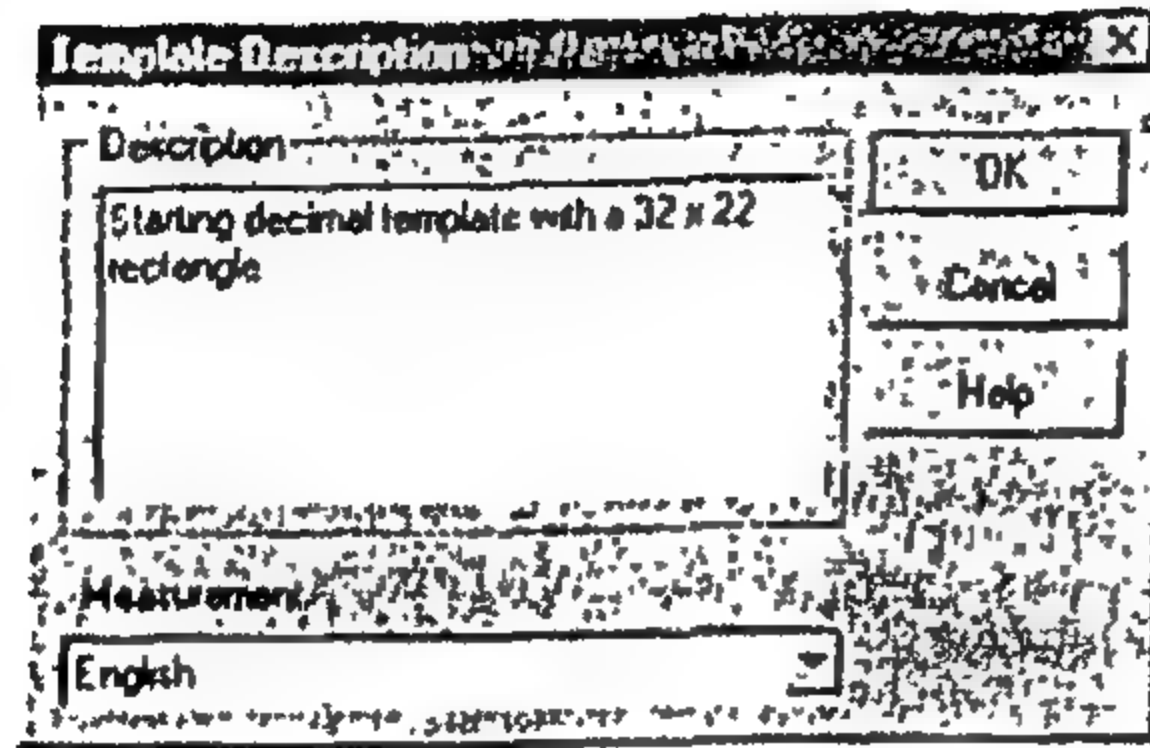 Template Description
Description
Starting decimal template with a 32 x 22
rectangle
OK
Cancel
Help
Measurement
English